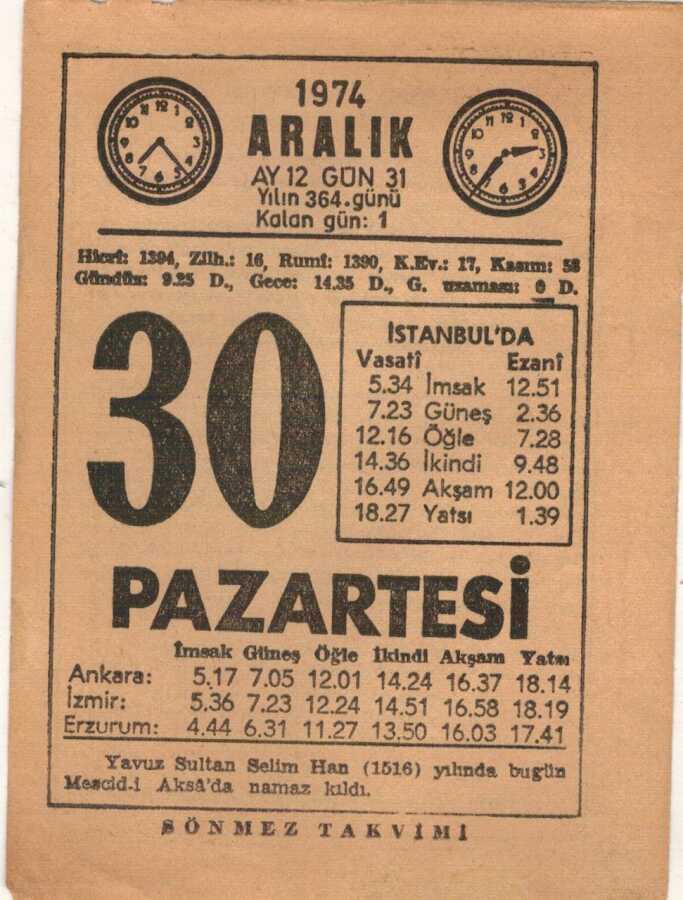 1974
ARALIK
AY 12 GÜN 31
Yılın 364.günü
Kalan gün: 1
Hicrî: 1394, Zilh.: 16, Rumî: 1390, K.Ev.: 17, Kasım: 53
Gündüz: 9.25 D., Gece: 14.35 D., G. uzaması: 0 D.
30
İSTANBUL'DA
Vasatî Ezanî
5.34 İmsak 12.51
7.23 Güneş 2.36
12.16 Öğle 7.28
14.36 İkindi 9.48
16.49 Akşam 12.00
18.27 Yatsı 1.39
PAZARTESİ
İmsak Güneş Öğle İkindi Akşam Yatsı
Ankara: 5.17 7.05 12.01 14.24 16.37 18.14
İzmir: 5.36 7.23 12.24 14.51 16.58 18.19
Erzurum: 4.44 6.31 11.27 13.50 16.03 17.41
Yavuz Sultan Selim Han (1516) yılında bugün
Mescid-i Aksâ'da namaz kıldı.
SÖNMEZ TAKVİMİ